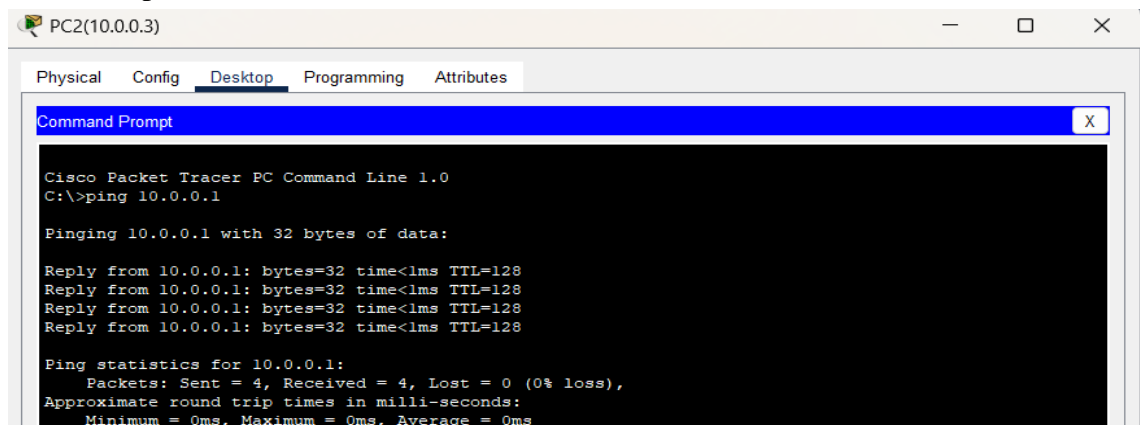 PC2(10.0.0.3)
Physical Config Desktop Programming Attributes
Command Prompt
X
Cisco Packet Tracer PC Command Line 1.0
C:\>ping 10.0.0.1
Pinging 10.0.0.1 with 32 bytes of data:
Reply from 10.0.0.1: bytes=32 time<1ms TTL=128
Reply from 10.0.0.1: bytes=32 time<1ms TTL=128
Reply from 10.0.0.1: bytes=32 time<1ms TTL=128
Reply from 10.0.0.1: bytes=32 time<1ms TTL=128
Ping statistics for 10.0.0.1:
Packets: Sent = 4, Received = 4, Lost = 0 (0% loss),
Approximate round trip times in milli-seconds:
Minimum = 0ms, Maximum = 0ms, Average = 0ms